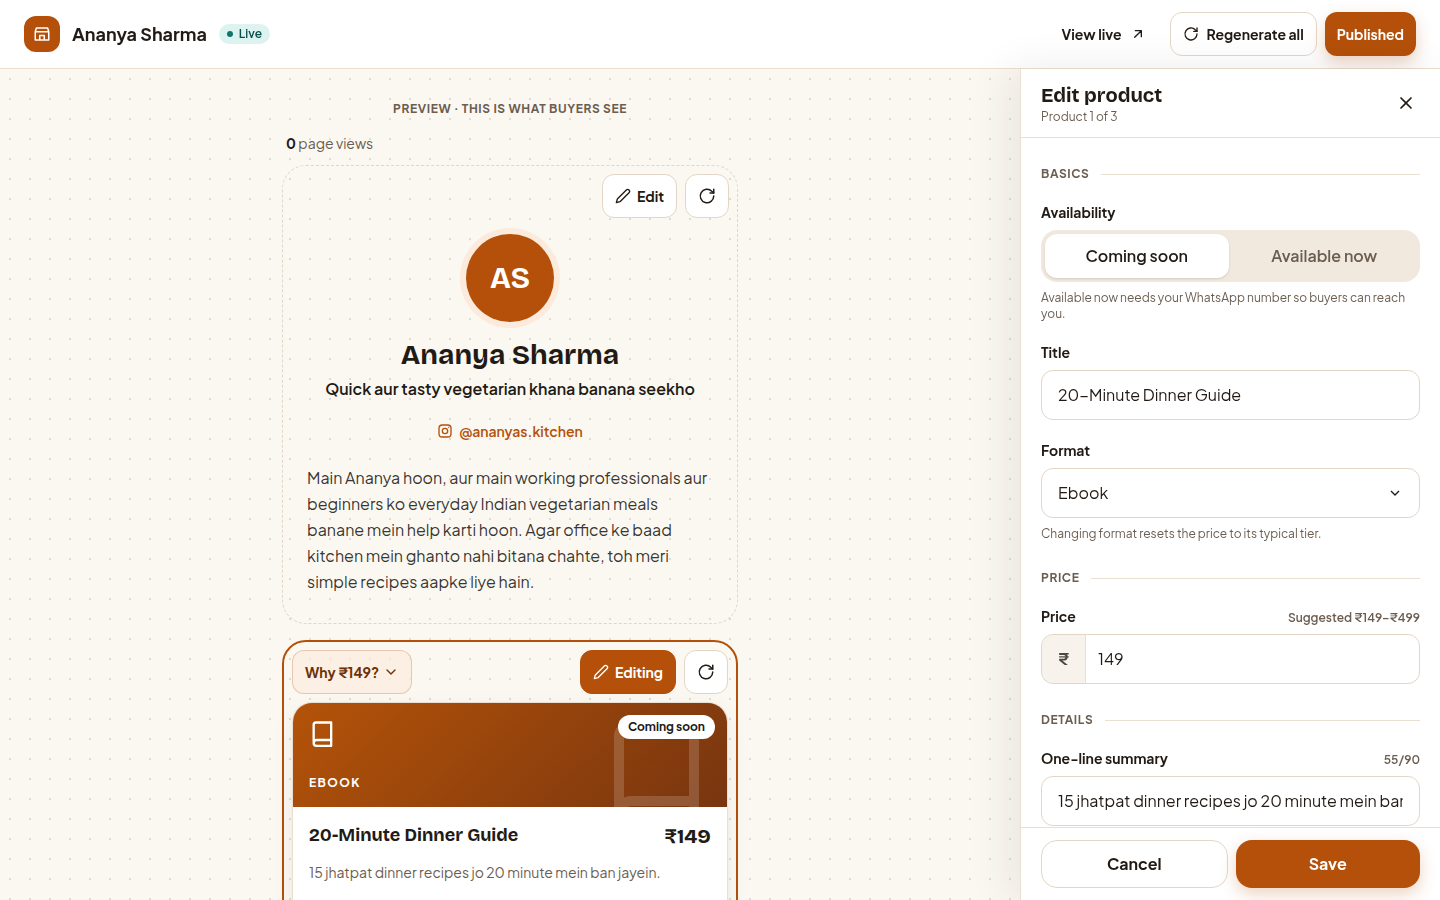 Ananya Sharma
Live
View live
Regenerate all
Published
PREVIEW · THIS IS WHAT BUYERS SEE
0 page views
Edit
AS
Ananya Sharma
Quick aur tasty vegetarian khana banana seekho
@ananyas.kitchen
Main Ananya hoon, aur main working professionals aur
beginners ko everyday Indian vegetarian meals
banane mein help karti hoon. Agar office ke baad
kitchen mein ghanto nahi bitana chahte, toh meri
simple recipes aapke liye hain.
Why ₹149?
Editing
Coming soon
EBOOK
20-Minute Dinner Guide
₹149
15 jhatpat dinner recipes jo 20 minute mein ban jayein.
Edit product
Product 1 of 3
BASICS
Availability
Coming soon
Available now
Available now needs your WhatsApp number so buyers can reach
you.
Title
20-Minute Dinner Guide
Format
Ebook
Changing format resets the price to its typical tier.
PRICE
Price
Suggested ₹149–₹499
₹
149
DETAILS
One-line summary
55/90
15 jhatpat dinner recipes jo 20 minute mein ban
Cancel
Save